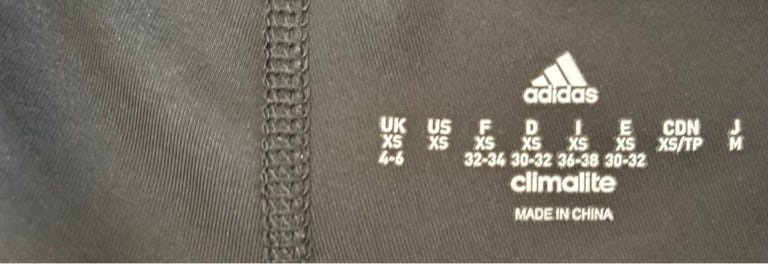 adidas
UK US F D I E CDN J
XS XS XS XS XS XS XS/TP M
4-6 32-34 30-32 36-38 30-32
climalite
MADE IN CHINA